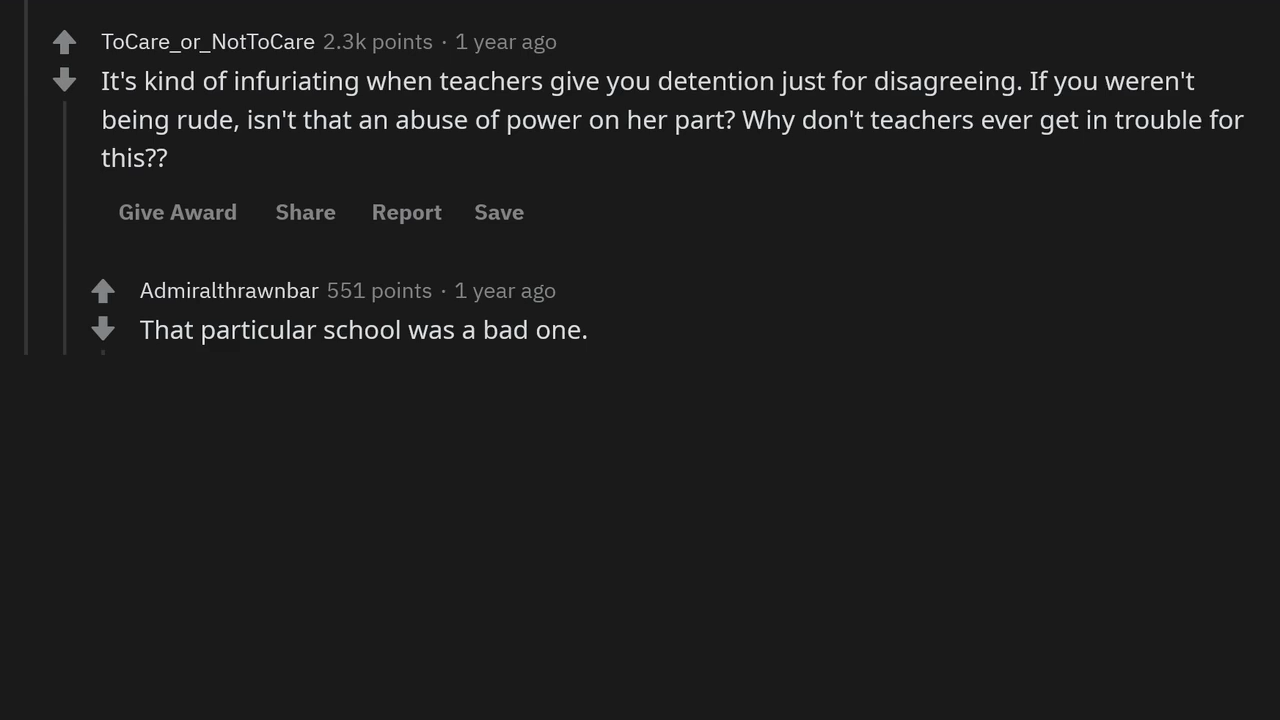 ToCare_or_NotToCare 2.3k points · 1 year ago
It's kind of infuriating when teachers give you detention just for disagreeing. If you weren't
being rude, isn't that an abuse of power on her part? Why don't teachers ever get in trouble for
this??
Give Award Share Report Save
Admiralthrawnbar 551 points · 1 year ago
That particular school was a bad one.